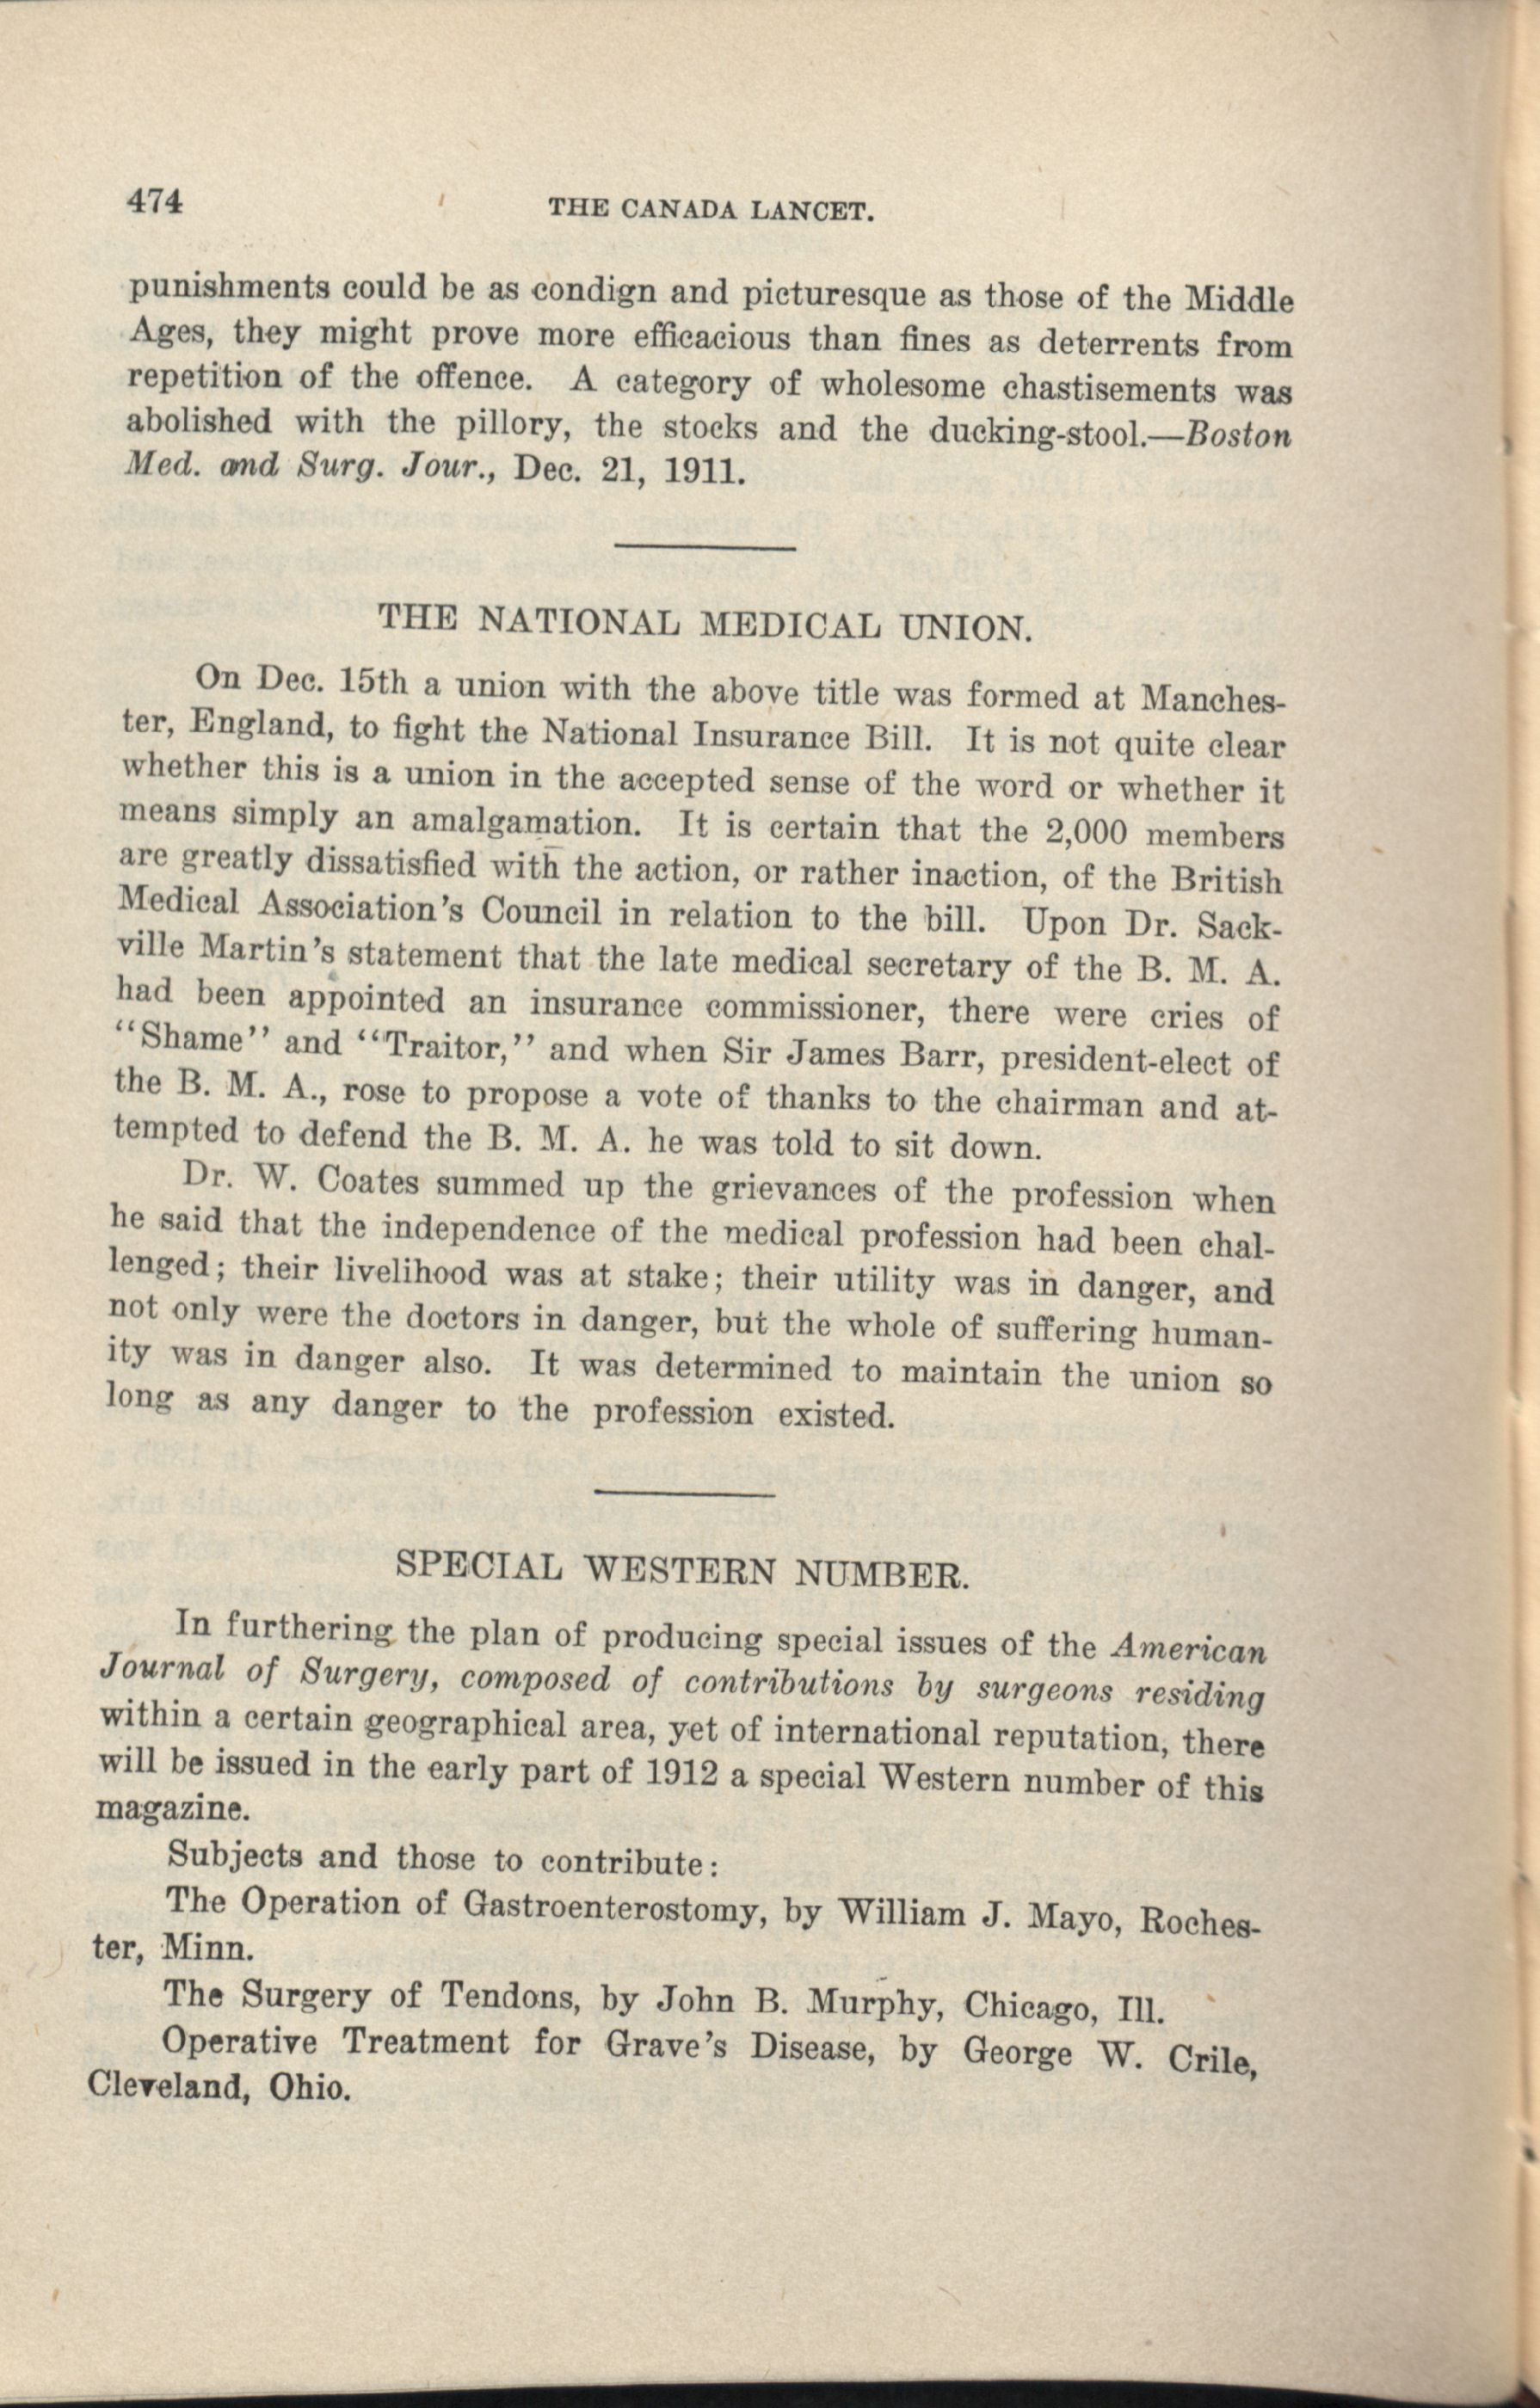 474
THE CANADA LANCET.
punishments could be as condign and picturesque as those of the Middle
Ages, they might prove more efficacious than fines as deterrents from
repetition of the offence. A category of wholesome chastisements was
abolished with the pillory, the stocks and the ducking-stool.—Boston
Med. and Surg. Jour., Dec. 21, 1911.
THE NATIONAL MEDICAL UNION.
On Dec. 15th a union with the above title was formed at Manches-
ter, England, to fight the National Insurance Bill. It is not quite clear
whether this is a union in the accepted sense of the word or whether it
means simply an amalgamation. It is certain that the 2,000 members
are greatly dissatisfied with the action, or rather inaction, of the British
Medical Association's Council in relation to the bill. Upon Dr. Sack-
ville Martin's statement that the late medical secretary of the B. M. A.
had been appointed an insurance commissioner, there were cries of
"Shame" and "Traitor," and when Sir James Barr, president-elect of
the B. M. A., rose to propose a vote of thanks to the chairman and at-
tempted to defend the B. M. A. he was told to sit down.
Dr. W. Coates summed up the grievances of the profession when
he said that the independence of the medical profession had been chal-
lenged; their livelihood was at stake; their utility was in danger, and
not only were the doctors in danger, but the whole of suffering human-
ity was in danger also. It was determined to maintain the union so
long as any danger to the profession existed.
SPECIAL WESTERN NUMBER.
In furthering the plan of producing special issues of the American
Journal of Surgery, composed of contributions by surgeons residing
within a certain geographical area, yet of international reputation, there
will be issued in the early part of 1912 a special Western number of this
magazine.
Subjects and those to contribute:
The Operation of Gastroenterostomy, by William J. Mayo, Roches-
ter, Minn.
The Surgery of Tendons, by John B. Murphy, Chicago, Ill.
Operative Treatment for Grave's Disease, by George W. Crile,
Cleveland, Ohio.